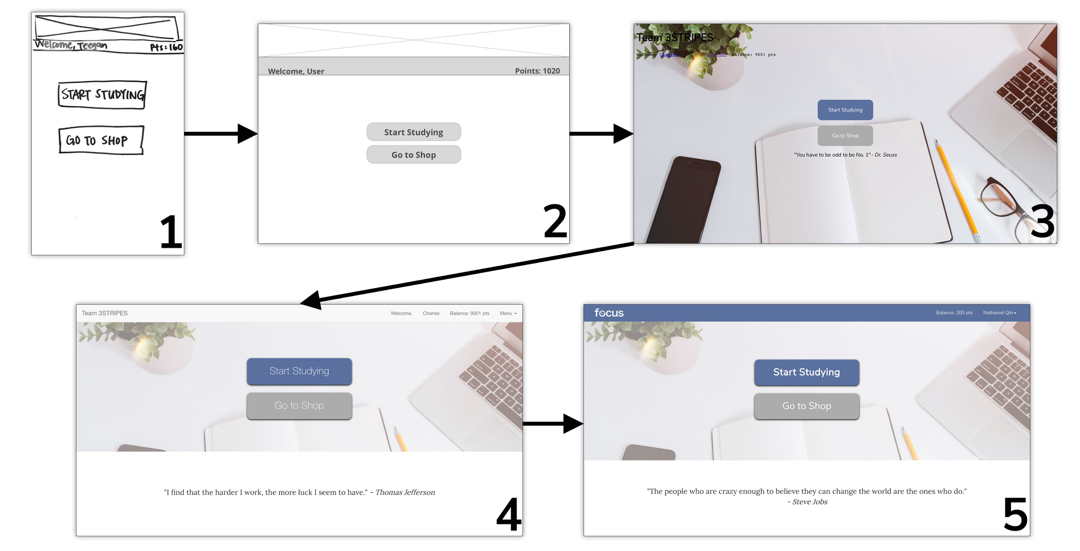 Welcome, Teegan
Pts: 160
START STUDYING
GO TO SHOP
1
Welcome, User
Points: 1020
Start Studying
Go to Shop
2
Team 3STRIPES
Balance: 9001 pts
Start Studying
Go to Shop
"You have to be odd to be No. 1" - Dr. Seuss
3
Team 3STRIPES
Welcome,
Charles
Balance: 9001 pts
Menu
Start Studying
Go to Shop
"I find that the harder I work, the more luck I seem to have." - Thomas Jefferson
4
focus
Balance: 200 pts
Nathaniel Qin
Start Studying
Go to Shop
"The people who are crazy enough to believe they can change the world are the ones who do."
- Steve Jobs
5